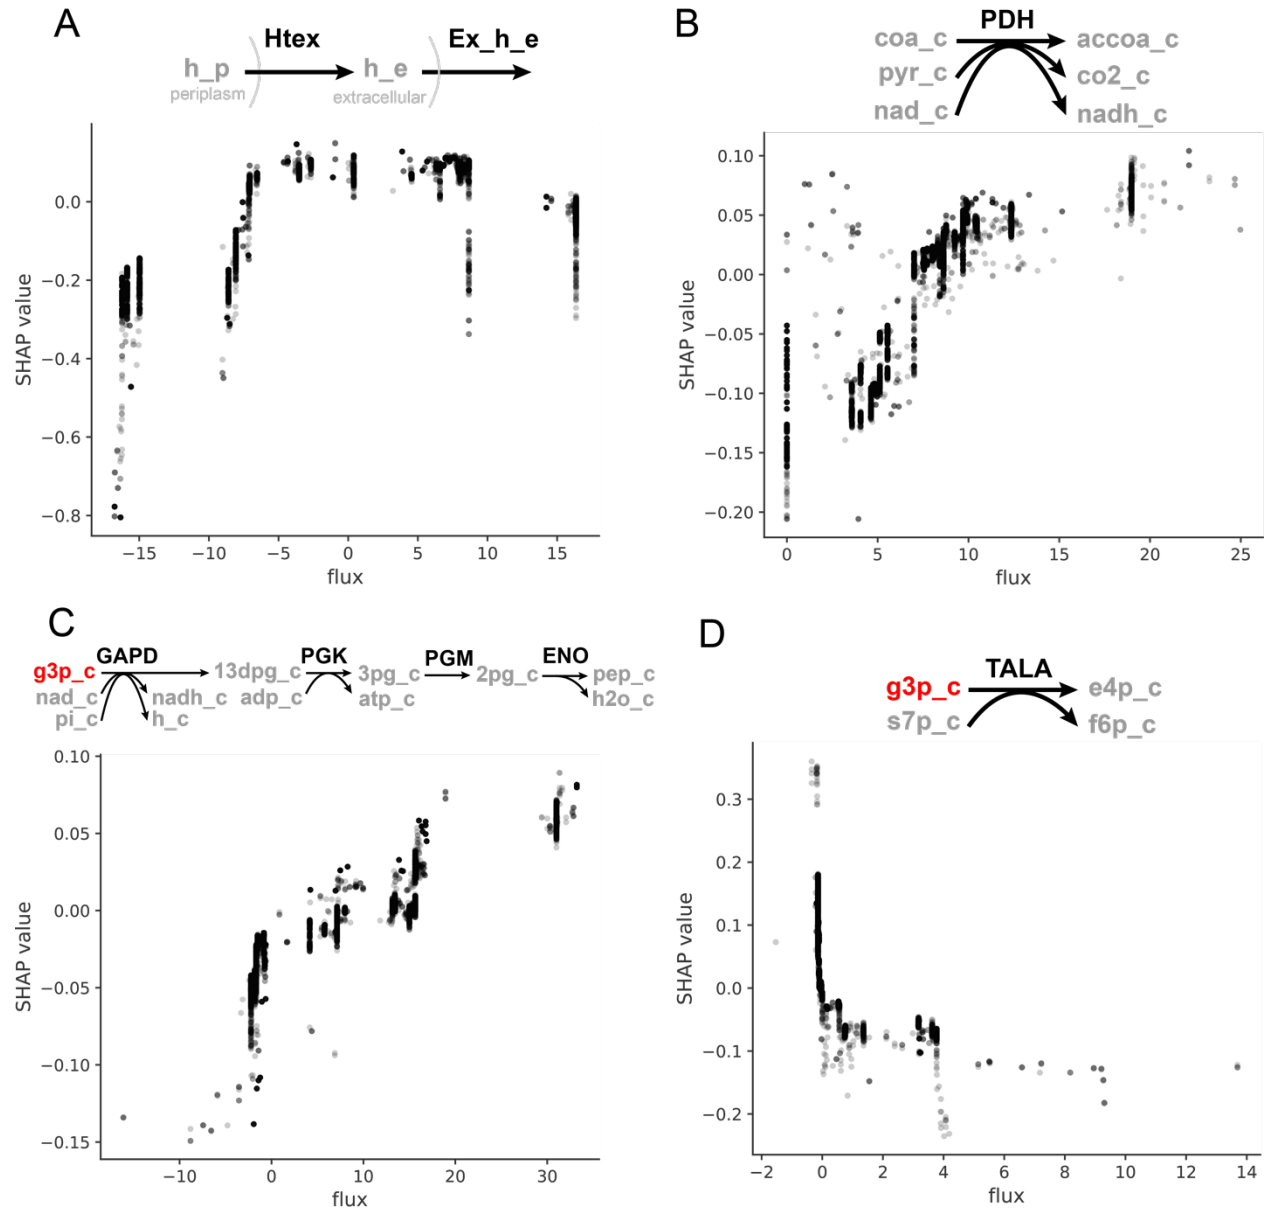 A
Htex
Ex_h_e
h_p
h_e
periplasm
extracellular
0.0
−0.2
−0.4
−0.6
−0.8
SHAP value
−15
−10
−5
0
5
10
15
flux
B
PDH
coa_c
accoa_c
pyr_c
co2_c
nad_c
nadh_c
0.10
0.05
0.00
−0.05
−0.10
−0.15
−0.20
SHAP value
0
5
10
15
20
25
flux
C
GAPD
PGK
PGM
ENO
g3p_c
13dpg_c
3pg_c
2pg_c
pep_c
nad_c
nadh_c
adp_c
atp_c
h2o_c
pi_c
h_c
0.10
0.05
0.00
−0.05
−0.10
−0.15
SHAP value
−10
0
10
20
30
flux
D
TALA
g3p_c
e4p_c
s7p_c
f6p_c
0.3
0.2
0.1
0.0
−0.1
−0.2
SHAP value
−2
0
2
4
6
8
10
12
14
flux